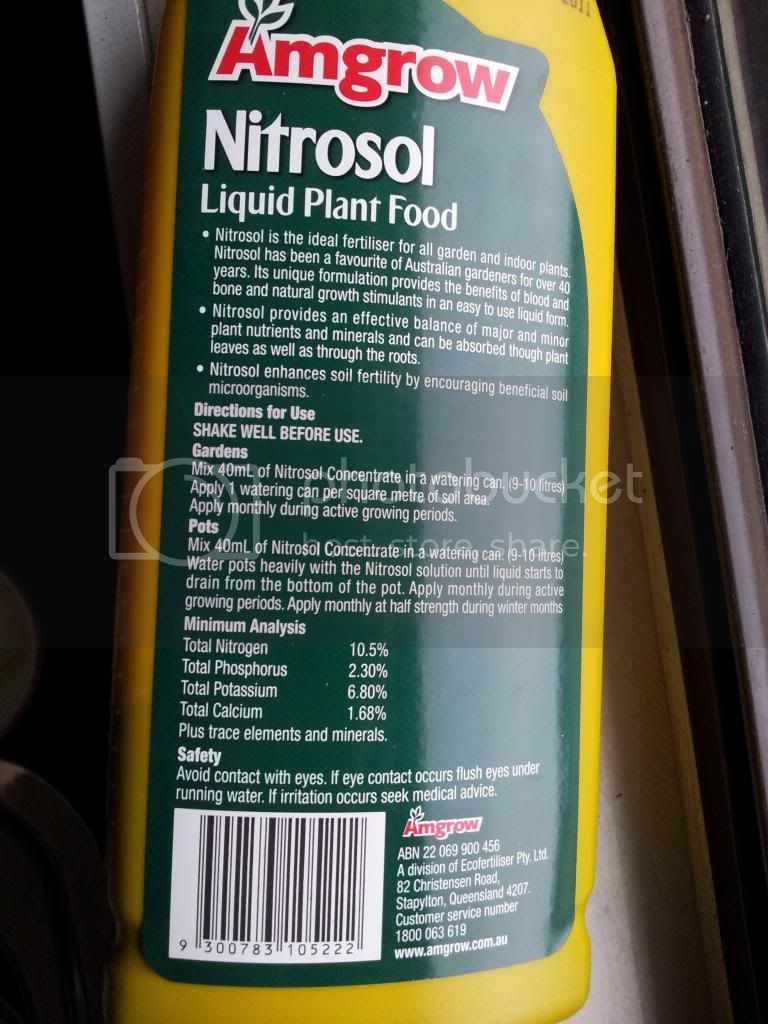 2011
Amgrow
Nitrosol
Liquid Plant Food
• Nitrosol is the ideal fertiliser for all garden and indoor plants.
Nitrosol has been a favourite of Australian gardeners for over 40
years. Its unique formulation provides the benefits of blood and
bone and natural growth stimulants in an easy to use liquid form.
• Nitrosol provides an effective balance of major and minor
plant nutrients and minerals and can be absorbed though plant
leaves as well as through the roots.
• Nitrosol enhances soil fertility by encouraging beneficial soil
microorganisms.
Directions for Use
SHAKE WELL BEFORE USE.
Gardens
Mix 40mL of Nitrosol Concentrate in a watering can. (9-10 litres)
Apply 1 watering can per square metre of soil area.
Apply monthly during active growing periods.
Pots
Mix 40mL of Nitrosol Concentrate in a watering can. (9-10 litres)
Water pots heavily with the Nitrosol solution until liquid starts to
drain from the bottom of the pot. Apply monthly during active
growing periods. Apply monthly at half strength during winter months
Minimum Analysis
Total Nitrogen 10.5%
Total Phosphorus 2.30%
Total Potassium 6.80%
Total Calcium 1.68%
Plus trace elements and minerals.
Safety
Avoid contact with eyes. If eye contact occurs flush eyes under
running water. If irritation occurs seek medical advice.
9 300783 105222
Amgrow
ABN 22 069 900 456
A division of Ecofertiliser Pty. Ltd.
82 Christensen Road,
Stapylton, Queensland 4207.
Customer service number
1800 063 619
www.amgrow.com.au
photobucket
best. store. share.